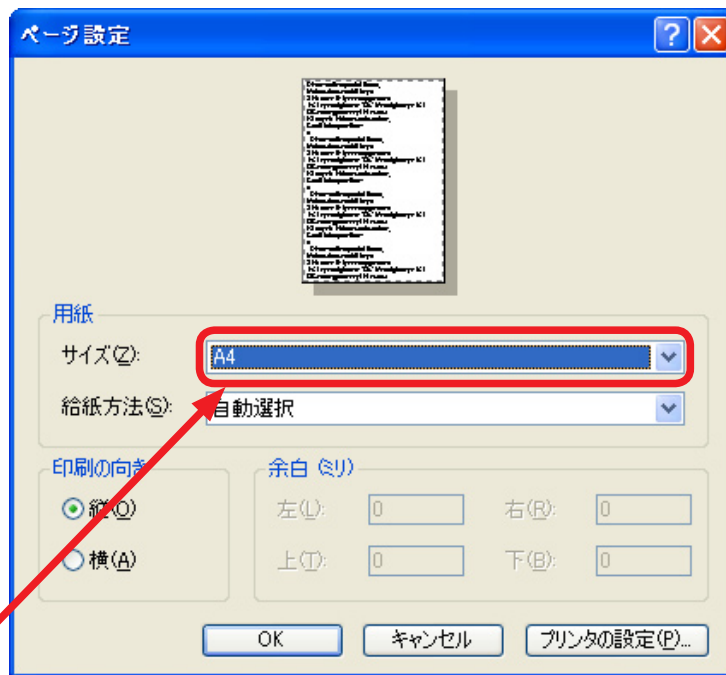 ページ設定
用紙
サイズ(Z):
A4
給紙方法(S):
自動選択
印刷の向き
縦(O)
横(A)
余白 (ミリ)
左(L):
0
右(R):
0
上(T):
0
下(B):
0
OK
キャンセル
プリンタの設定(P)...